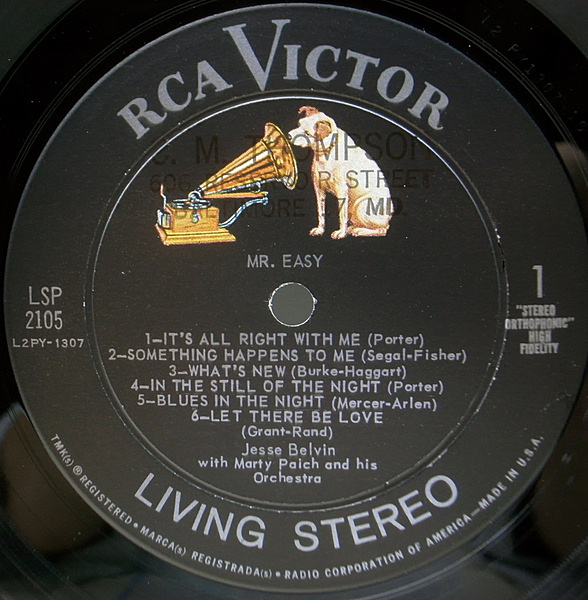 RCA VICTOR
C. M. THOMPSON
STREET
MD.
MR. EASY
LSP
2105
L2PY-1307
1
"STEREO
ORTHOPHONIC"
HIGH
FIDELITY
1—IT'S ALL RIGHT WITH ME (Porter)
2—SOMETHING HAPPENS TO ME (Segal-Fisher)
3—WHAT'S NEW (Burke-Haggart)
4—IN THE STILL OF THE NIGHT (Porter)
5—BLUES IN THE NIGHT (Mercer-Arlen)
6—LET THERE BE LOVE
(Grant-Rand)
Jesse Belvin
with Marty Paich and his
Orchestra
LIVING STEREO
TMK(s) ® REGISTERED • MARCA(s) REGISTRADA(s) • RADIO CORPORATION OF AMERICA—MADE IN U.S.A.